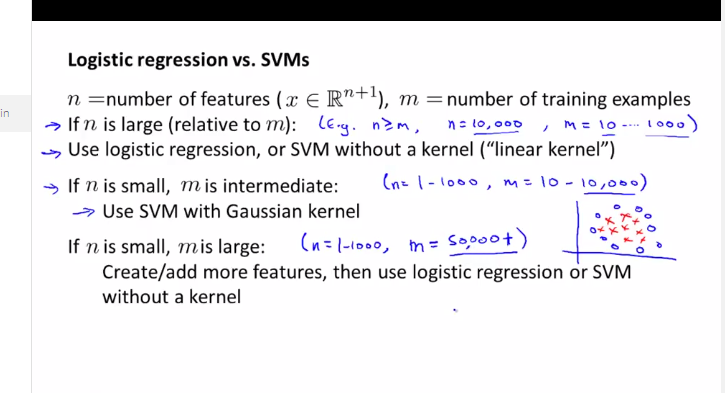 Logistic regression vs. SVMs
in
n =number of features (x ∈ ℝⁿ⁺¹), m = number of training examples
→ If n is large (relative to m): (E.g. n ≥ m, n = 10,000 , m = 10 ... 1000)
→ Use logistic regression, or SVM without a kernel (“linear kernel”)
→ If n is small, m is intermediate: (n = 1 - 1000 , m = 10 - 10,000)
→ Use SVM with Gaussian kernel
If n is small, m is large: (n = 1-1000, m = 50,000+)
Create/add more features, then use logistic regression or SVM
without a kernel